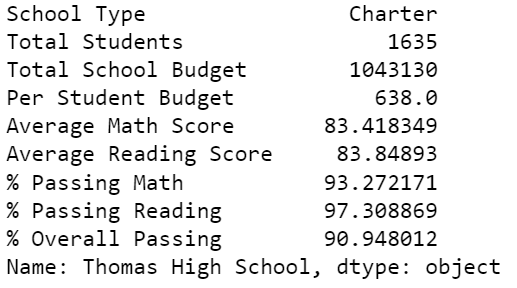 School Type                  Charter
Total Students                  1635
Total School Budget          1043130
Per Student Budget             638.0
Average Math Score         83.418349
Average Reading Score       83.84893
% Passing Math             93.272171
% Passing Reading          97.308869
% Overall Passing          90.948012
Name: Thomas High School, dtype: object